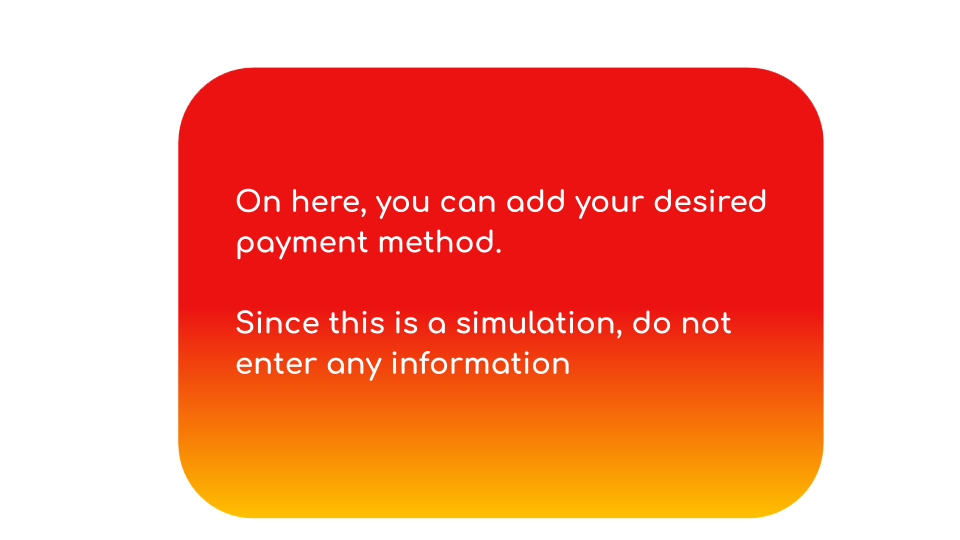 On here, you can add your desired
payment method.
Since this is a simulation, do not
enter any information